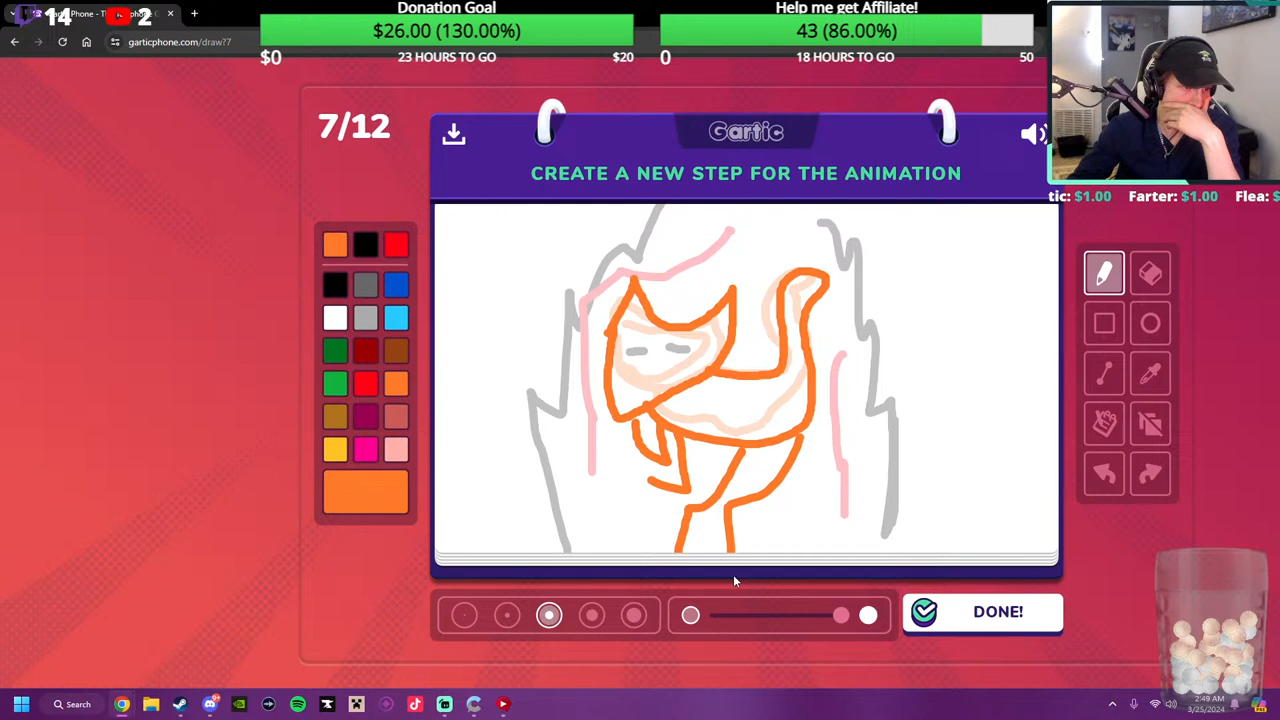 14
2
garticphone.com/draw??
Donation Goal
$26.00 (130.00%)
$0
23 HOURS TO GO
$20
Help me get Affiliate!
43 (86.00%)
0
18 HOURS TO GO
50
tic: $1.00 Farter: $1.00 Flea: $
7/12
Gartic
CREATE A NEW STEP FOR THE ANIMATION
DONE!
Search
2:49 AM
3/25/2024